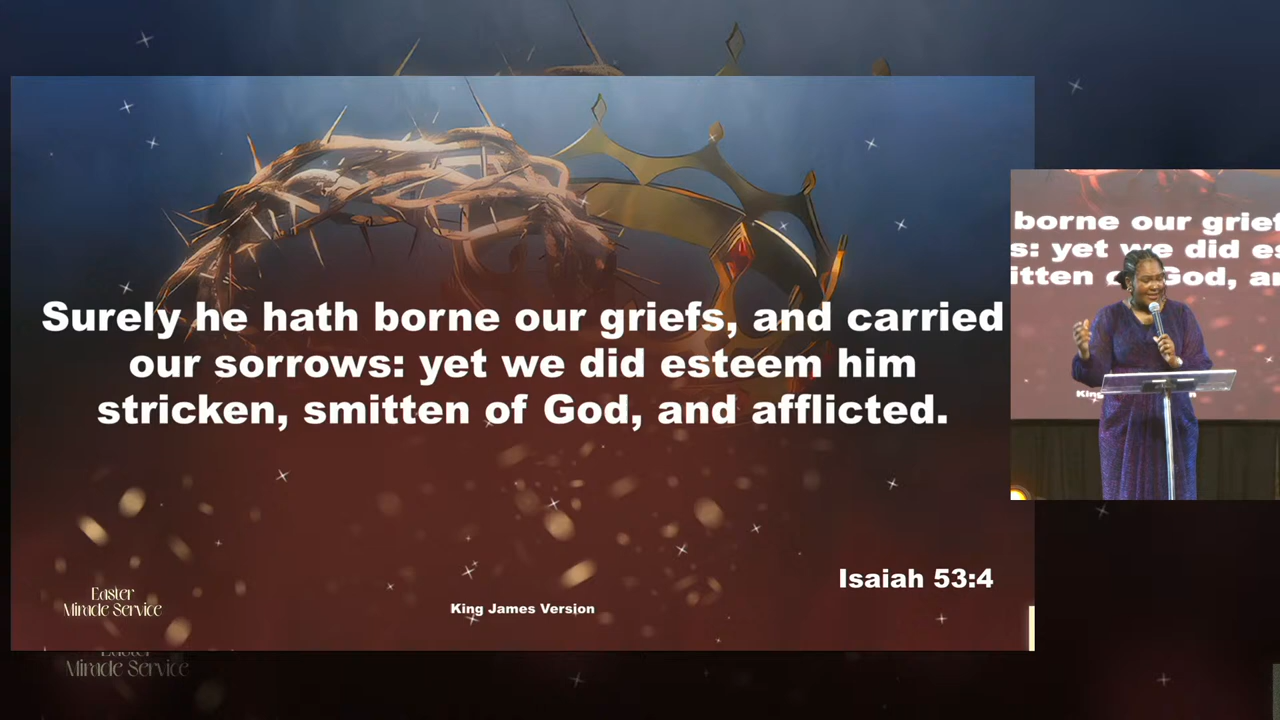 Surely he hath borne our griefs, and carried
our sorrows: yet we did esteem him
stricken, smitten of God, and afflicted.
Isaiah 53:4
King James Version
Easter
Miracle Service
Easter
Miracle Service
borne our grief
s: yet we did es
itten of God, an